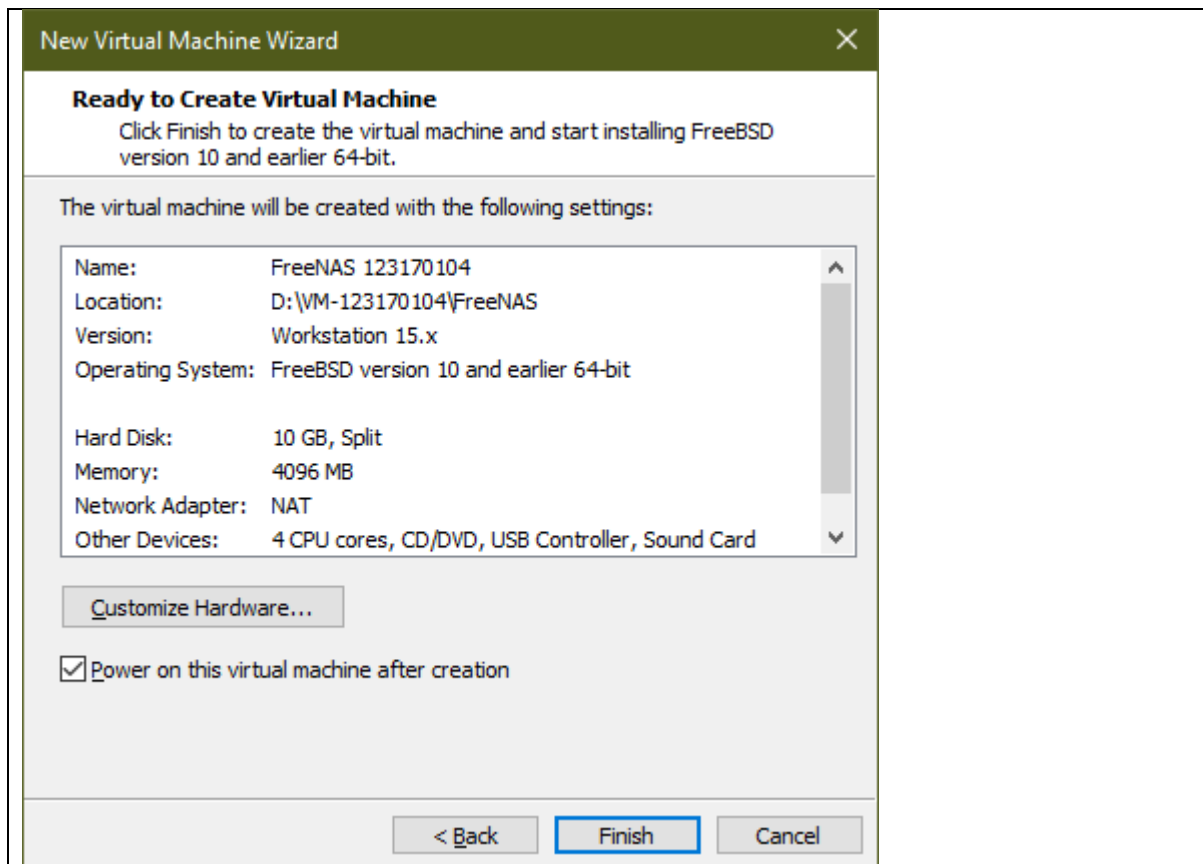 New Virtual Machine Wizard
Ready to Create Virtual Machine
Click Finish to create the virtual machine and start installing FreeBSD
version 10 and earlier 64-bit.
The virtual machine will be created with the following settings:
Name: FreeNAS 123170104
Location: D:\VM-123170104\FreeNAS
Version: Workstation 15.x
Operating System: FreeBSD version 10 and earlier 64-bit
Hard Disk: 10 GB, Split
Memory: 4096 MB
Network Adapter: NAT
Other Devices: 4 CPU cores, CD/DVD, USB Controller, Sound Card
Customize Hardware...
Power on this virtual machine after creation
< Back Finish Cancel